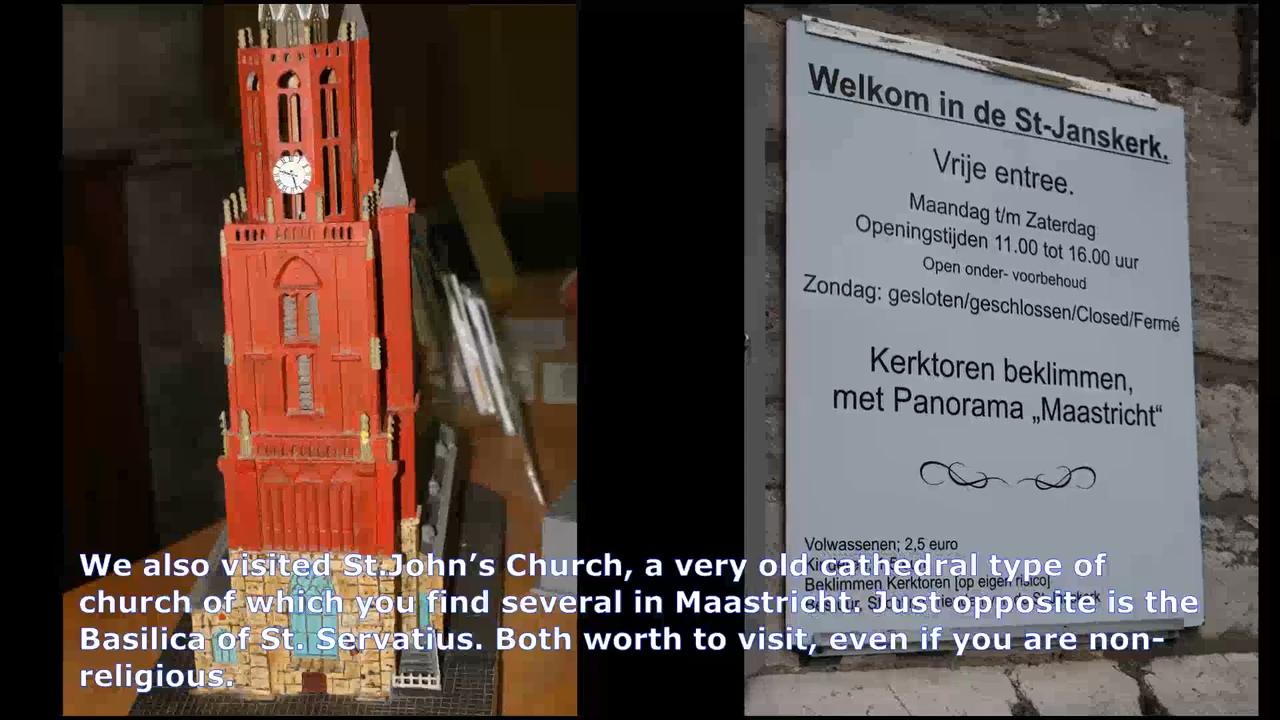 Welkom in de St-Janskerk.
Vrije entree.
Maandag t/m Zaterdag
Openingstijden 11.00 tot 16.00 uur
Open onder- voorbehoud
Zondag: gesloten/geschlossen/Closed/Fermé
Kerktoren beklimmen,
met Panorama „Maastricht“
Volwassenen; 2,5 euro
Beklimmen Kerktoren [op eigen risico]
We also visited St.John’s Church, a very old cathedral type of
church of which you find several in Maastricht. Just opposite is the
Basilica of St. Servatius. Both worth to visit, even if you are non-
religious.